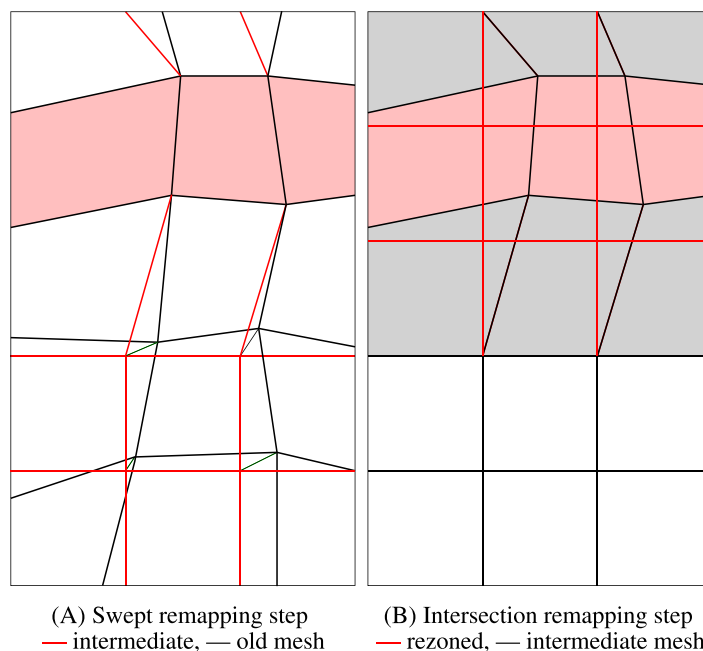 (A) Swept remapping step
(B) Intersection remapping step
— intermediate, — old mesh
— rezoned, — intermediate mesh